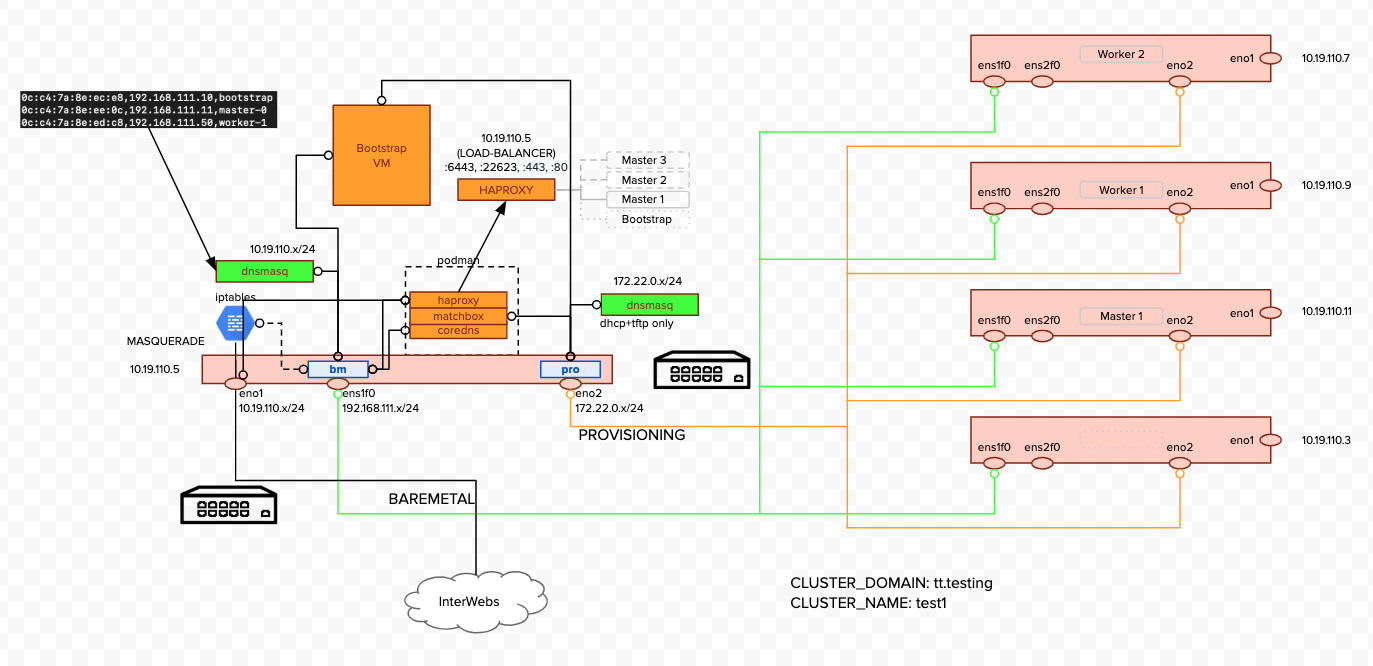 0c:c4:7a:8e:ec:e8,192.168.111.10,bootstrap
0c:c4:7a:8e:ee:0c,192.168.111.11,master-0
0c:c4:7a:8e:ed:c8,192.168.111.50,worker-1
Bootstrap
VM
10.19.110.5
(LOAD-BALANCER)
:6443, :22623, :443, :80
HAPROXY
Master 3
Master 2
Master 1
Bootstrap
10.19.110.x/24
dnsmasq
iptables
MASQUERADE
10.19.110.5
podman
haproxy
matchbox
coredns
172.22.0.x/24
dnsmasq
dhcp+tftp only
bm
pro
eno1
10.19.110.x/24
ens1f0
192.168.111.x/24
eno2
172.22.0.x/24
PROVISIONING
BAREMETAL
InterWebs
Worker 2
ens1f0
ens2f0
eno2
eno1
10.19.110.7
Worker 1
ens1f0
ens2f0
eno2
eno1
10.19.110.9
Master 1
ens1f0
ens2f0
eno2
eno1
10.19.110.11
ens1f0
ens2f0
eno2
eno1
10.19.110.3
CLUSTER_DOMAIN: tt.testing
CLUSTER_NAME: test1